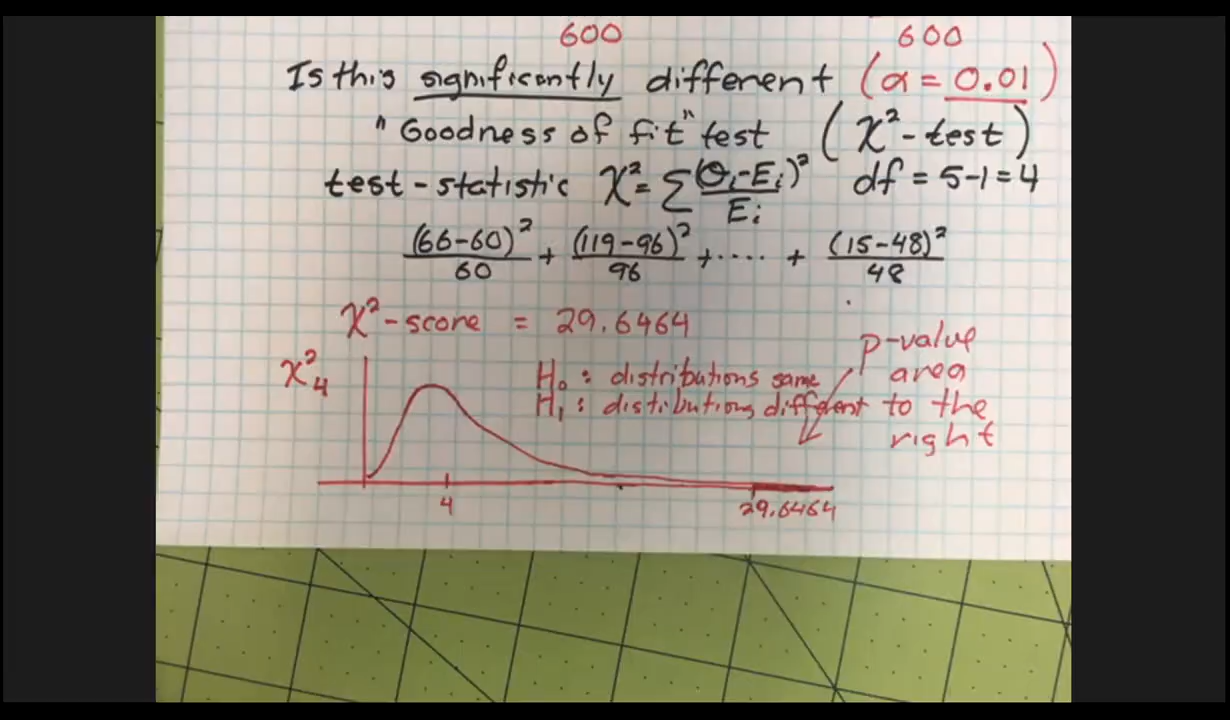 600 600
Is this significantly different (α = 0.01)
"Goodness of fit" test (χ²-test)
test-statistic χ² = Σ (Oᵢ-Eᵢ)²/Eᵢ df = 5-1=4
(66-60)²/60 + (119-96)²/96 + ..... + (15-48)²/48
χ²-score = 29.6464
p-value
area
to the
right
χ²₄
H₀ : distributions same
H₁ : distributions different
4 29.6464